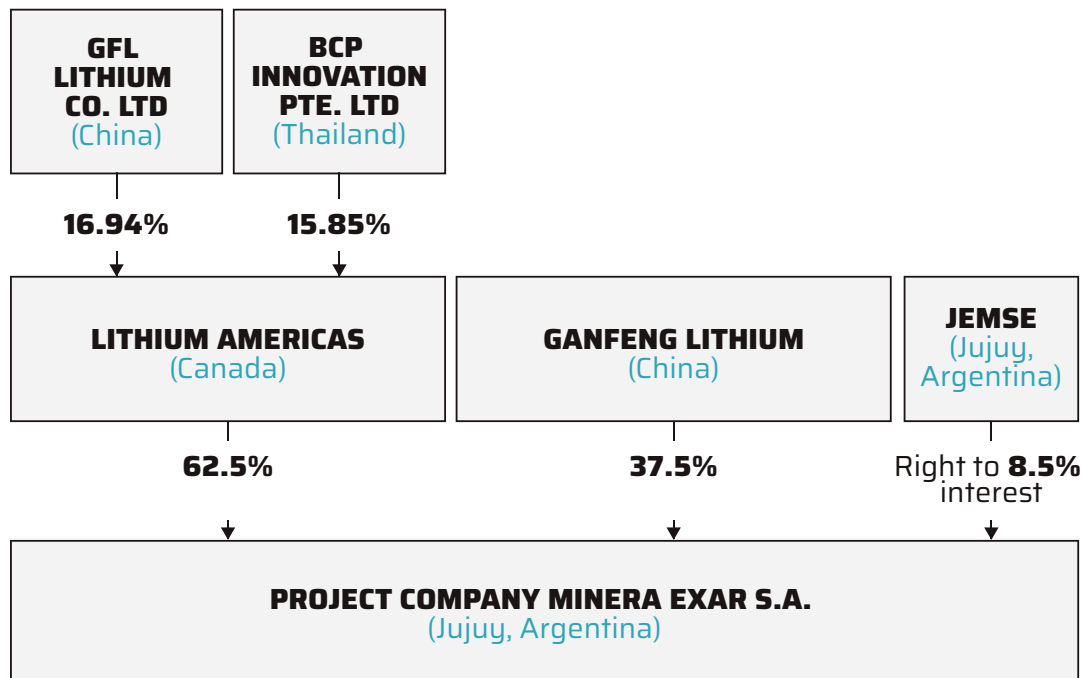 GFL
LITHIUM
CO. LTD
(China)
BCP
INNOVATION
PTE. LTD
(Thailand)
16.94%
15.85%
LITHIUM AMERICAS
(Canada)
GANFENG LITHIUM
(China)
JEMSE
(Jujuy,
Argentina)
62.5%
37.5%
Right to 8.5%
interest
PROJECT COMPANY MINERA EXAR S.A.
(Jujuy, Argentina)